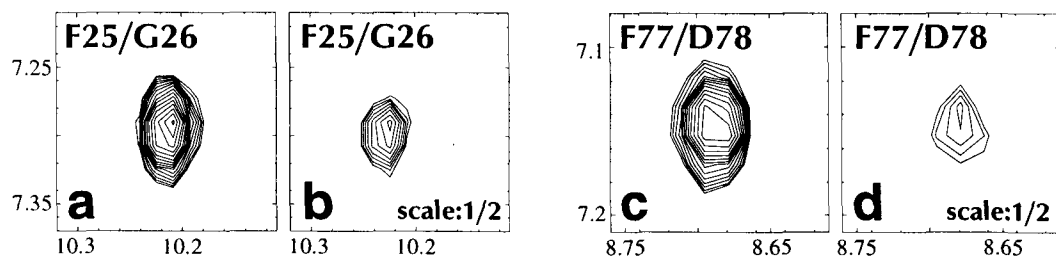 F25/G26
F25/G26
F77/D78
F77/D78
7.25
7.1
7.35
7.2
a
b
scale:1/2
c
d
scale:1/2
10.3
10.2
10.3
10.2
8.75
8.65
8.75
8.65